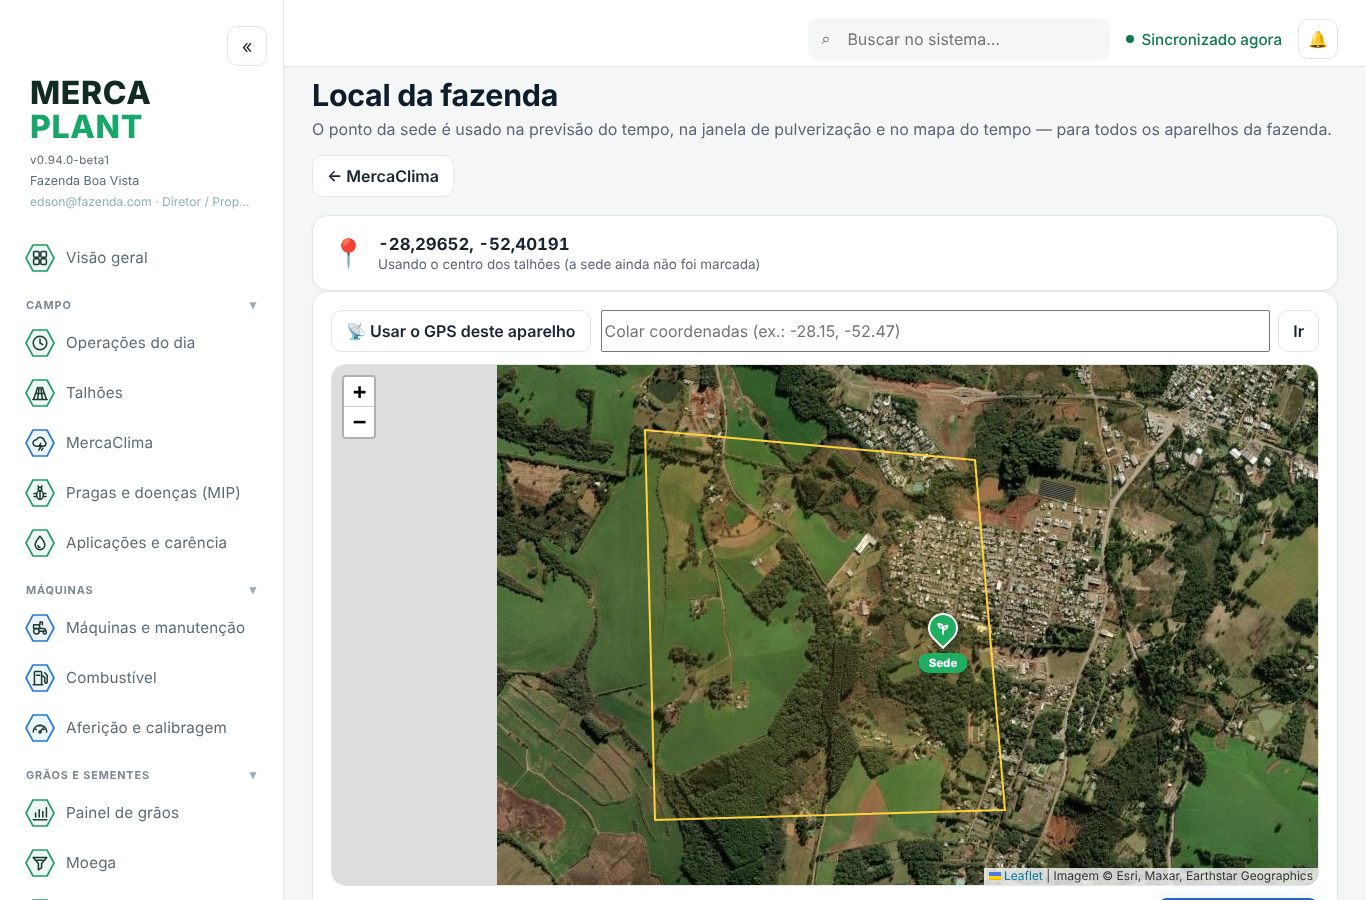 «
Buscar no sistema...
Sincronizado agora
MERCA
PLANT
v0.94.0-beta1
Fazenda Boa Vista
edson@fazenda.com · Diretor / Prop...
Visão geral
CAMPO
Operações do dia
Talhões
MercaClima
Pragas e doenças (MIP)
Aplicações e carência
MÁQUINAS
Máquinas e manutenção
Combustível
Aferição e calibragem
GRÃOS E SEMENTES
Painel de grãos
Moega
Local da fazenda
O ponto da sede é usado na previsão do tempo, na janela de pulverização e no mapa do tempo — para todos os aparelhos da fazenda.
← MercaClima
-28,29652, -52,40191
Usando o centro dos talhões (a sede ainda não foi marcada)
Usar o GPS deste aparelho
Colar coordenadas (ex.: -28.15, -52.47)
Ir
+
−
Sede
Leaflet | Imagem © Esri, Maxar, Earthstar Geographics